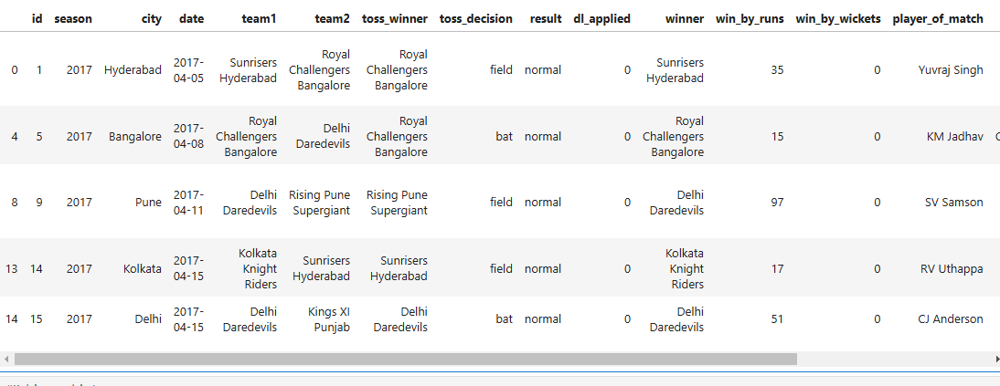 id season city date team1 team2 toss_winner toss_decision result dl_applied winner win_by_runs win_by_wickets player_of_match
0 1 2017 Hyderabad 2017-04-05 Sunrisers Hyderabad Royal Challengers Bangalore Royal Challengers Bangalore field normal 0 Sunrisers Hyderabad 35 0 Yuvraj Singh
4 5 2017 Bangalore 2017-04-08 Royal Challengers Bangalore Delhi Daredevils Royal Challengers Bangalore bat normal 0 Royal Challengers Bangalore 15 0 KM Jadhav
8 9 2017 Pune 2017-04-11 Delhi Daredevils Rising Pune Supergiant Rising Pune Supergiant field normal 0 Delhi Daredevils 97 0 SV Samson
13 14 2017 Kolkata 2017-04-15 Kolkata Knight Riders Sunrisers Hyderabad Sunrisers Hyderabad field normal 0 Kolkata Knight Riders 17 0 RV Uthappa
14 15 2017 Delhi 2017-04-15 Delhi Daredevils Kings XI Punjab Delhi Daredevils bat normal 0 Delhi Daredevils 51 0 CJ Anderson